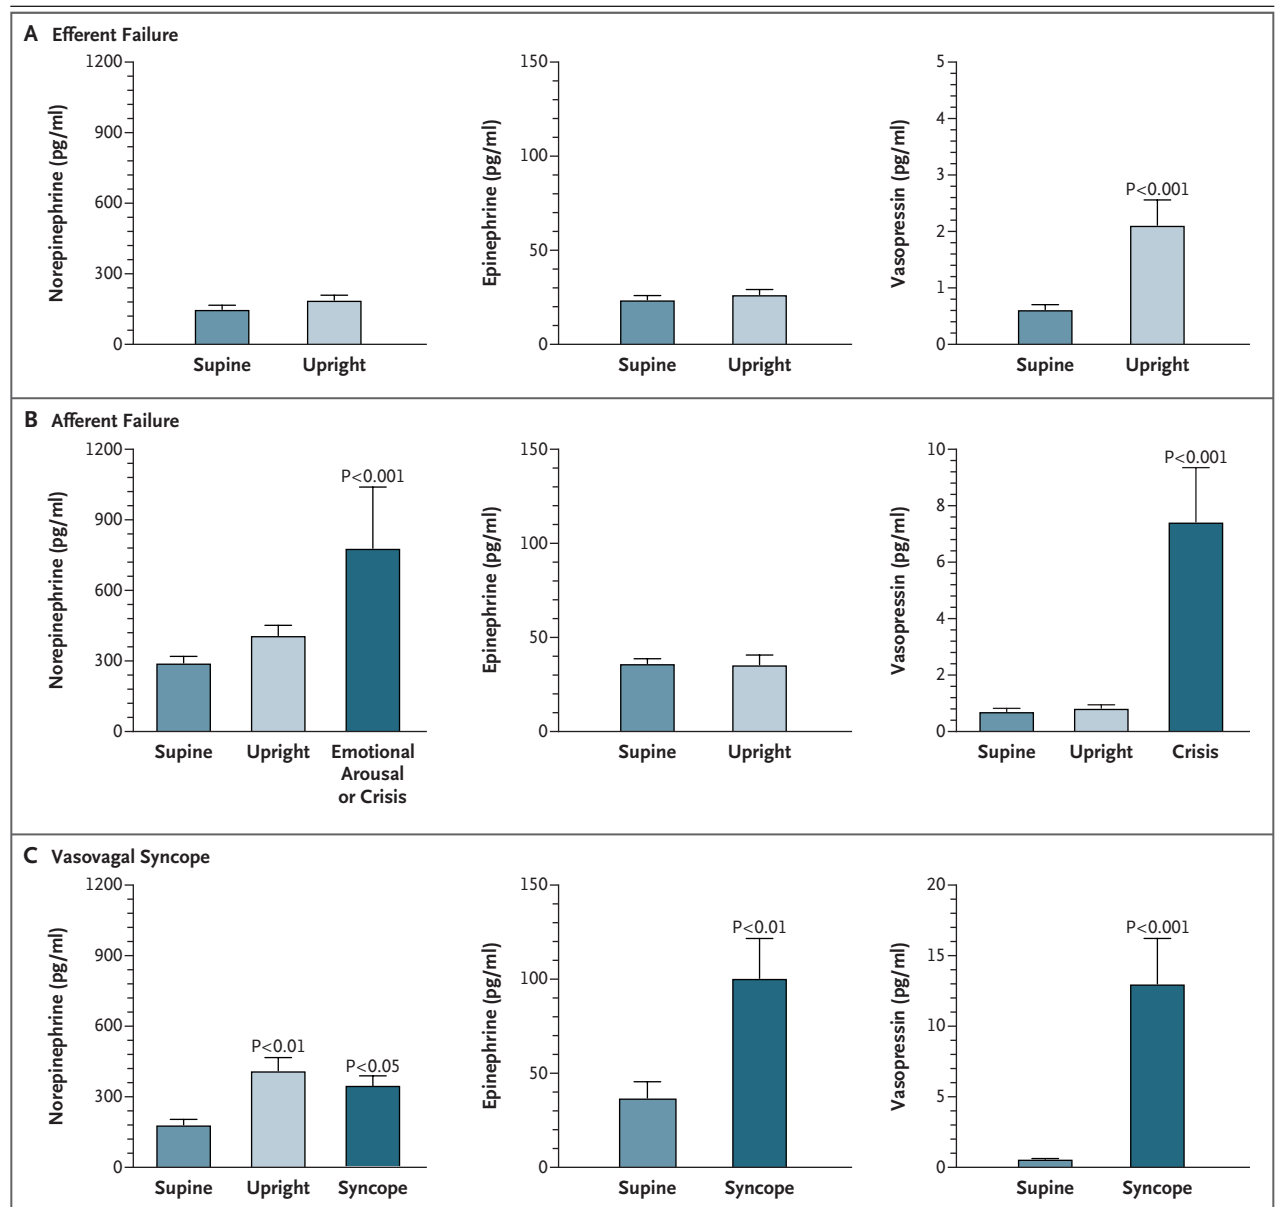 A Efferent Failure
Norepinephrine (pg/ml)
1200
900
600
300
0
Supine
Upright
Epinephrine (pg/ml)
150
100
50
0
Supine
Upright
Vasopressin (pg/ml)
5
4
3
2
1
0
P<0.001
Supine
Upright
B Afferent Failure
Norepinephrine (pg/ml)
1200
900
600
300
0
P<0.001
Supine
Upright
Emotional
Arousal
or Crisis
Epinephrine (pg/ml)
150
100
50
0
Supine
Upright
Vasopressin (pg/ml)
10
8
6
4
2
0
P<0.001
Supine
Upright
Crisis
C Vasovagal Syncope
Norepinephrine (pg/ml)
1200
900
600
300
0
P<0.01
P<0.05
Supine
Upright
Syncope
Epinephrine (pg/ml)
150
100
50
0
P<0.01
Supine
Syncope
Vasopressin (pg/ml)
20
15
10
5
0
P<0.001
Supine
Syncope